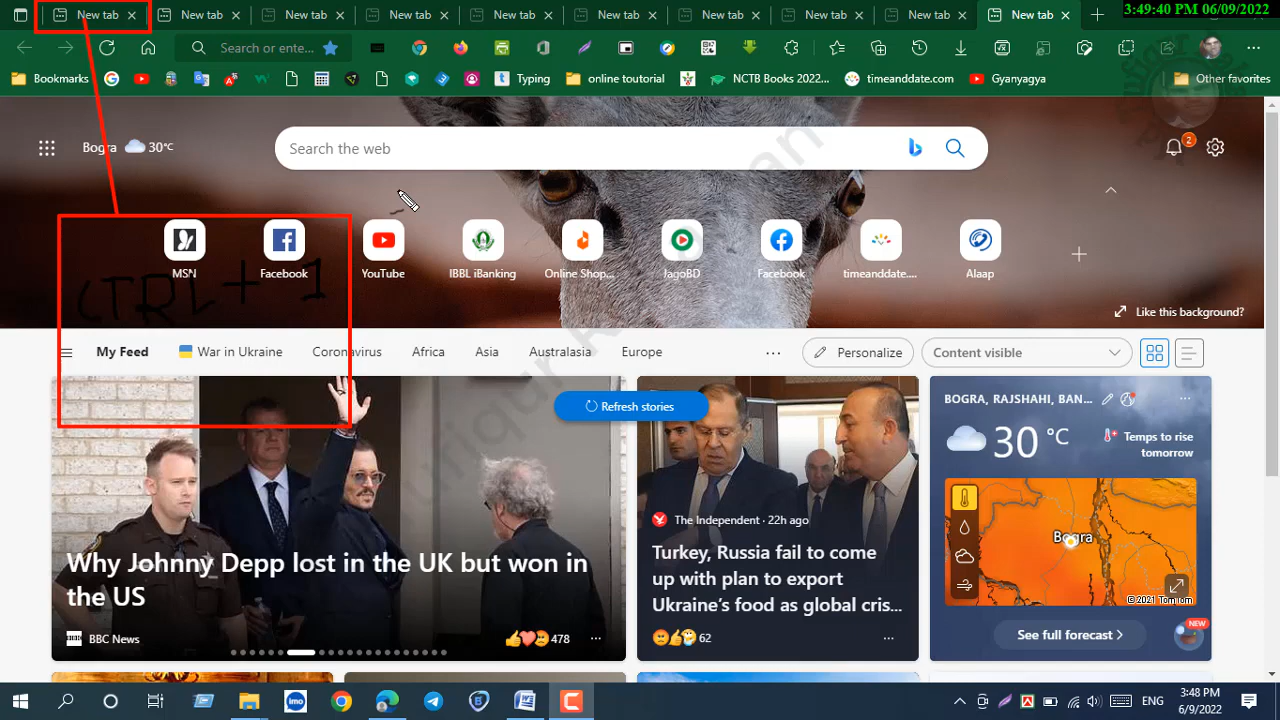 New tab
New tab
New tab
New tab
New tab
New tab
New tab
New tab
New tab
New tab
3:49:40 PM 06/09/2022
Search or ente...
Bookmarks
Typing
online toutorial
NCTB Books 2022...
timeanddate.com
Gyanyagya
Other favorites
Bogra 30°C
Search the web
2
MSN
Facebook
YouTube
IBBL iBanking
Online Shop...
JagoBD
Facebook
timeanddate....
Alaap
CTRL+ 1
Like this background?
My Feed
War in Ukraine
Coronavirus
Africa
Asia
Australasia
Europe
Personalize
Content visible
Refresh stories
Why Johnny Depp lost in the UK but won in
the US
BBC News
478
The Independent · 22h ago
Turkey, Russia fail to come
up with plan to export
Ukraine's food as global cris...
62
BOGRA, RAJSHAHI, BAN...
30 °C
Temps to rise
tomorrow
Bogra
© 2021 TomTom
See full forecast
NEW
imo
ENG
3:48 PM
6/9/2022